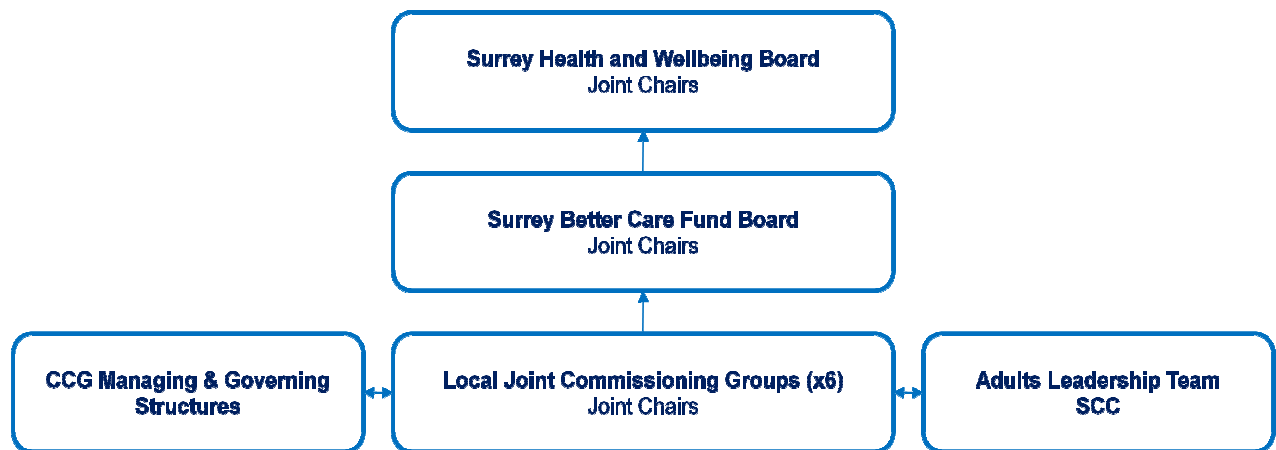 Surrey Health and Wellbeing Board
Joint Chairs
Surrey Better Care Fund Board
Joint Chairs
CCG Managing & Governing
Structures
Local Joint Commissioning Groups (x6)
Joint Chairs
Adults Leadership Team
SCC